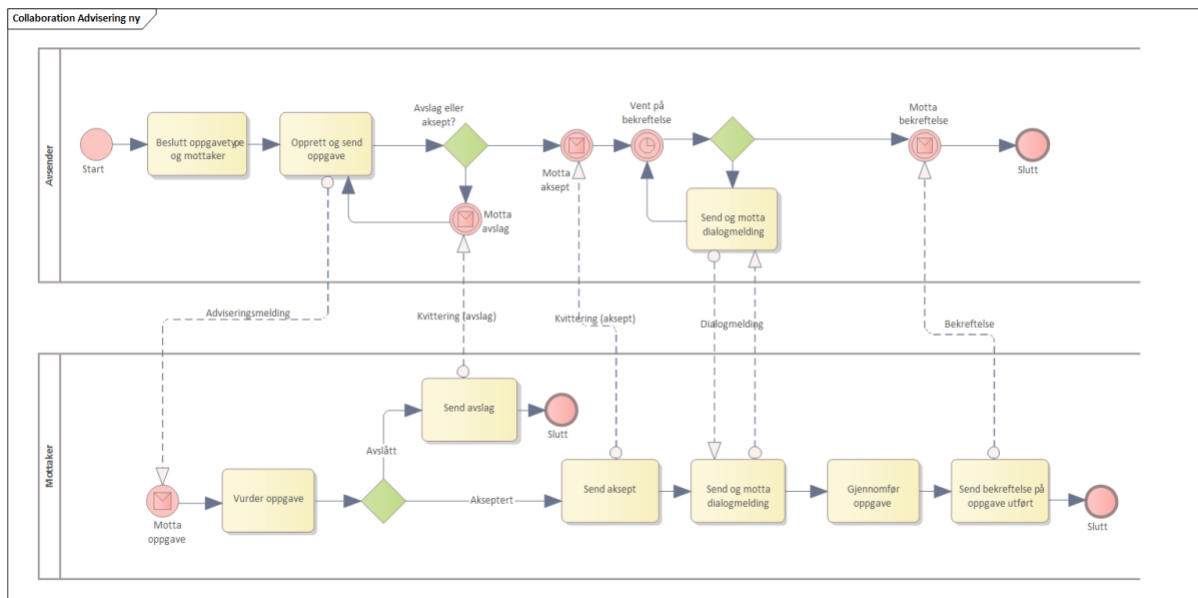 Collaboration Advisering ny
Avsender
Start
Beslutt oppgavetype
og mottaker
Opprett og send
oppgave
Avslag eller
aksept?
Motta
avslag
Motta
aksept
Vent på
bekreftelse
Send og motta
dialogmelding
Motta
bekreftelse
Slutt
Adviseringsmelding
Kvittering (avslag)
Kvittering (aksept)
Dialogmelding
Bekreftelse
Mottaker
Motta
oppgave
Vurder oppgave
Avslått
Send avslag
Slutt
Akseptert
Send aksept
Send og motta
dialogmelding
Gjennomfør
oppgave
Send bekreftelse på
oppgave utført
Slutt